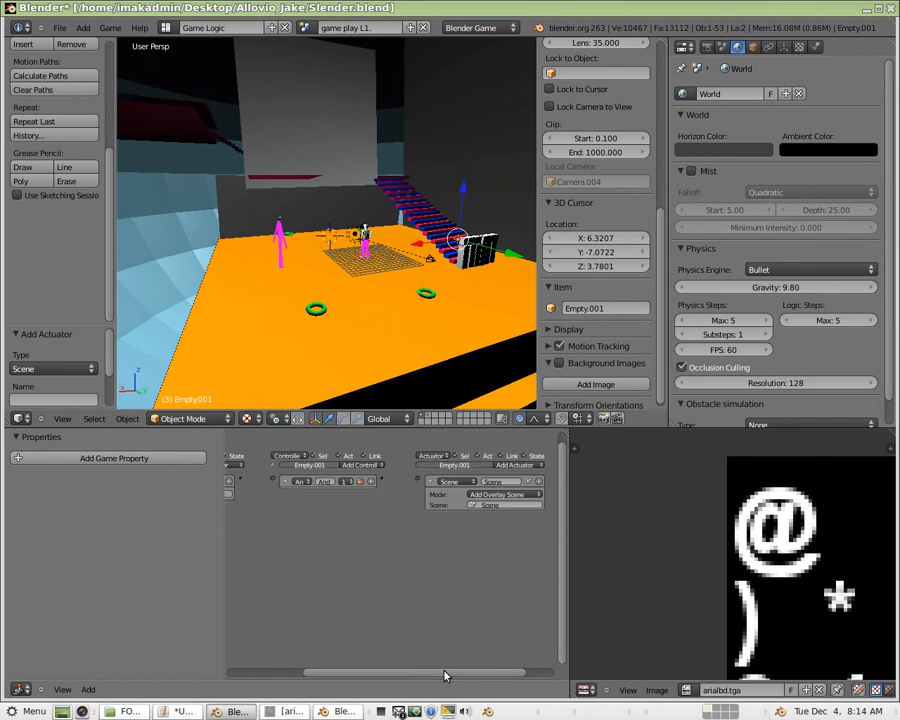 Blender* [/home/imakadmin/Desktop/Allovio_Jake/Slender.blend]
File Add Game Help
Game Logic
game play L1.
Blender Game
blender.org 263 | Ve:10467 | Fa:13112 | Ob:1-53 | La:2 | Mem:16.08M (0.86M) | Empty.001
Insert Remove
Motion Paths:
Calculate Paths
Clear Paths
Repeat:
Repeat Last
History...
Grease Pencil:
Draw Line
Poly Erase
Use Sketching Sessio
Add Actuator
Type
Scene
Name
User Persp
(3) Empty.001
View Select Object
Object Mode
Global
Lens: 35.000
Lock to Object:
Lock to Cursor
Lock Camera to View
Clip:
Start: 0.100
End: 1000.000
Local Camera:
Camera.004
3D Cursor
Location:
X: 6.3207
Y: -7.0722
Z: 3.7801
Item
Empty.001
Display
Motion Tracking
Background Images
Add Image
Transform Orientations
World
World F
World
Horizon Color: Ambient Color:
Mist
Falloff: Quadratic
Start: 5.00 Depth: 25.00
Minimum Intensity: 0.000
Physics
Physics Engine: Bullet
Gravity: 9.80
Physics Steps: Logic Steps:
Max: 5 Max: 5
Substeps: 1
FPS: 60
Occlusion Culling
Resolution: 128
Obstacle simulation
Type: None
Properties
Add Game Property
State
Controlle Sel Act Link
Empty.001 Add Controll
An And 1
Actuator Sel Act Link State
Empty.001 Add Actuator
Scene Scene
Mode: Add Overlay Scene
Scene: Scene
View Add
@
) *
View Image
arialbd.tga F
Menu
FO...
*U...
Ble...
[ari...
Ble...
Tue Dec 4, 8:14 AM